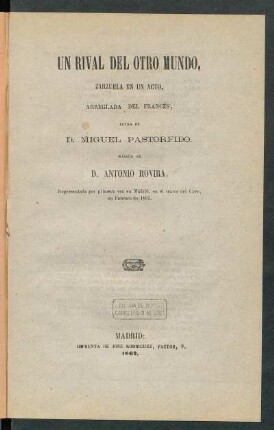 UN RIVAL DEL OTRO MUNDO,
ZARZUELA EN UN ACTO,
ARREGLADA DEL FRANCÉS,
LETRA DE
D. MIGUEL PASTORFIDO.
MÚSICA DE
D. ANTONIO ROVIRA.
Representada por primera vez en Madrid, en el teatro del Circo,
en Febrero de
MADRID:
IMPRENTA DE JOSÉ RODRIGUEZ, FACTOR, 9.